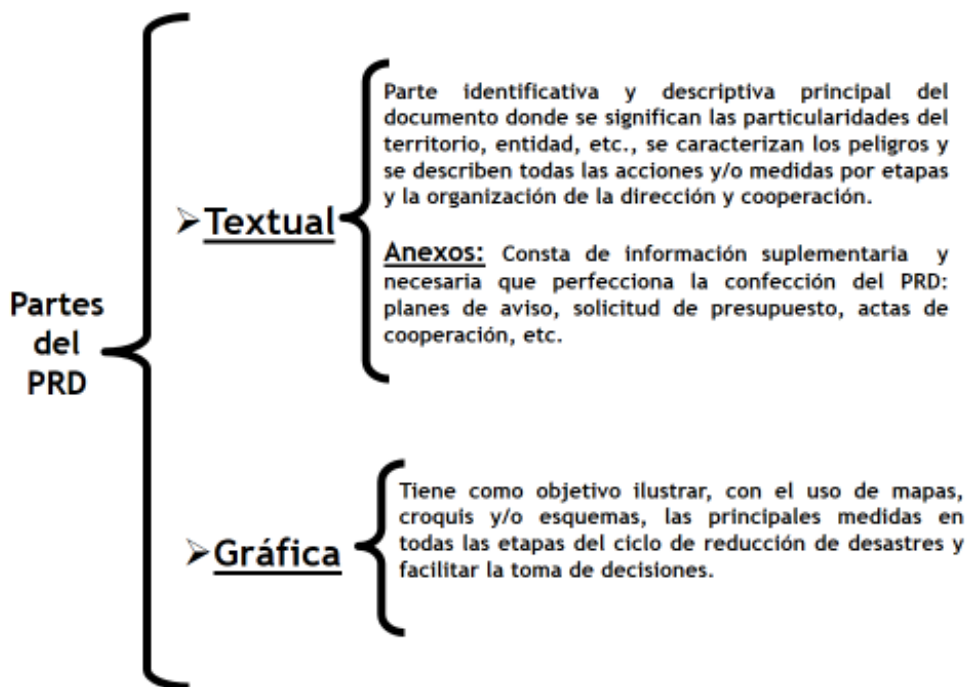 Partes
del
PRD
➢Textual
Parte identificativa y descriptiva principal del
documento donde se significan las particularidades del
territorio, entidad, etc., se caracterizan los peligros y
se describen todas las acciones y/o medidas por etapas
y la organización de la dirección y cooperación.
Anexos: Consta de información suplementaria y
necesaria que perfecciona la confección del PRD:
planes de aviso, solicitud de presupuesto, actas de
cooperación, etc.
➢Gráfica
Tiene como objetivo ilustrar, con el uso de mapas,
croquis y/o esquemas, las principales medidas en
todas las etapas del ciclo de reducción de desastres y
facilitar la toma de decisiones.